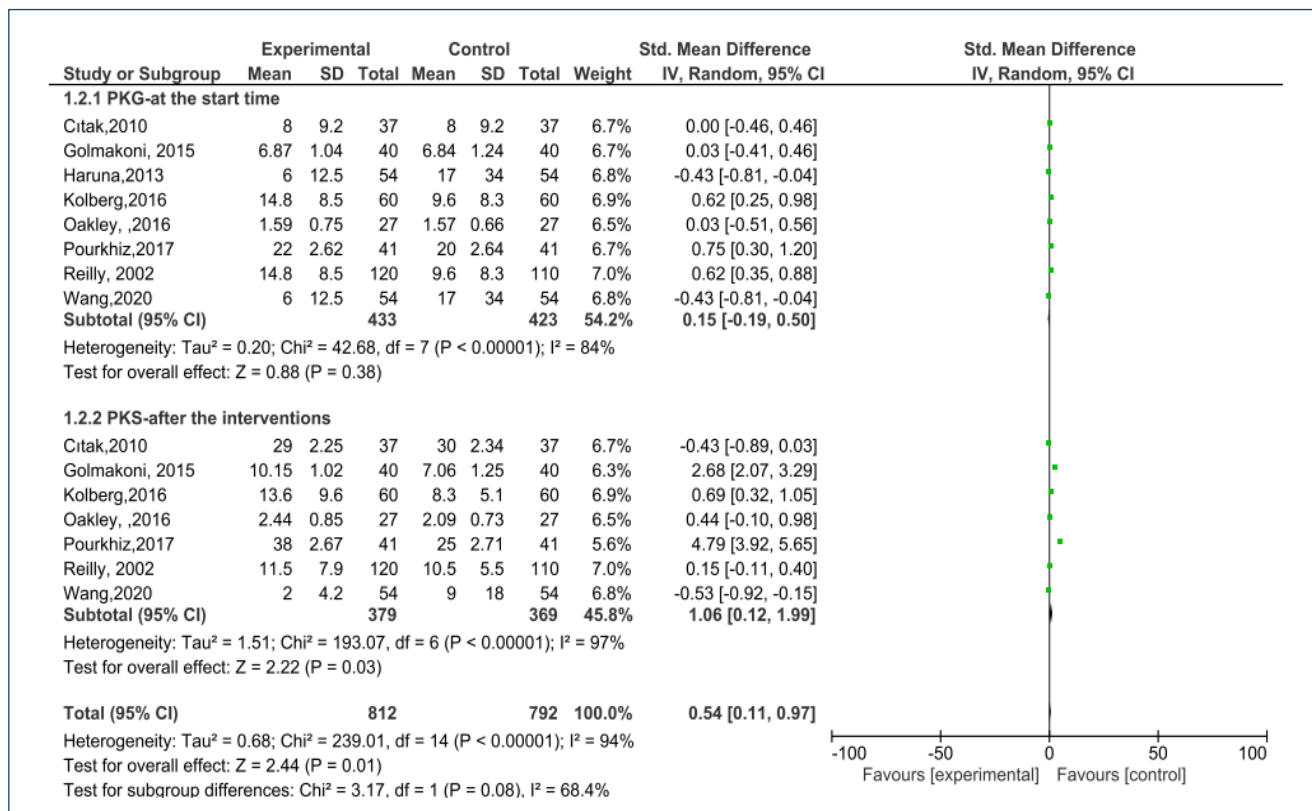 Experimental Control Std. Mean Difference Std. Mean Difference
Study or Subgroup Mean SD Total Mean SD Total Weight IV, Random, 95% CI IV, Random, 95% CI
1.2.1 PKG-at the start time
Cıtak,2010 8 9.2 37 8 9.2 37 6.7% 0.00 [-0.46, 0.46]
Golmakoni, 2015 6.87 1.04 40 6.84 1.24 40 6.7% 0.03 [-0.41, 0.46]
Haruna,2013 6 12.5 54 17 34 54 6.8% -0.43 [-0.81, -0.04]
Kolberg,2016 14.8 8.5 60 9.6 8.3 60 6.9% 0.62 [0.25, 0.98]
Oakley, ,2016 1.59 0.75 27 1.57 0.66 27 6.5% 0.03 [-0.51, 0.56]
Pourkhiz,2017 22 2.62 41 20 2.64 41 6.7% 0.75 [0.30, 1.20]
Reilly, 2002 14.8 8.5 120 9.6 8.3 110 7.0% 0.62 [0.35, 0.88]
Wang,2020 6 12.5 54 17 34 54 6.8% -0.43 [-0.81, -0.04]
Subtotal (95% CI) 433 423 54.2% 0.15 [-0.19, 0.50]
Heterogeneity: Tau² = 0.20; Chi² = 42.68, df = 7 (P < 0.00001); I² = 84%
Test for overall effect: Z = 0.88 (P = 0.38)
1.2.2 PKS-after the interventions
Cıtak,2010 29 2.25 37 30 2.34 37 6.7% -0.43 [-0.89, 0.03]
Golmakoni, 2015 10.15 1.02 40 7.06 1.25 40 6.3% 2.68 [2.07, 3.29]
Kolberg,2016 13.6 9.6 60 8.3 5.1 60 6.9% 0.69 [0.32, 1.05]
Oakley, ,2016 2.44 0.85 27 2.09 0.73 27 6.5% 0.44 [-0.10, 0.98]
Pourkhiz,2017 38 2.67 41 25 2.71 41 5.6% 4.79 [3.92, 5.65]
Reilly, 2002 11.5 7.9 120 10.5 5.5 110 7.0% 0.15 [-0.11, 0.40]
Wang,2020 2 4.2 54 9 18 54 6.8% -0.53 [-0.92, -0.15]
Subtotal (95% CI) 379 369 45.8% 1.06 [0.12, 1.99]
Heterogeneity: Tau² = 1.51; Chi² = 193.07, df = 6 (P < 0.00001); I² = 97%
Test for overall effect: Z = 2.22 (P = 0.03)
Total (95% CI) 812 792 100.0% 0.54 [0.11, 0.97]
Heterogeneity: Tau² = 0.68; Chi² = 239.01, df = 14 (P < 0.00001); I² = 94%
Test for overall effect: Z = 2.44 (P = 0.01)
Test for subgroup differences: Chi² = 3.17, df = 1 (P = 0.08), I² = 68.4%
-100 -50 0 50 100
Favours [experimental] Favours [control]